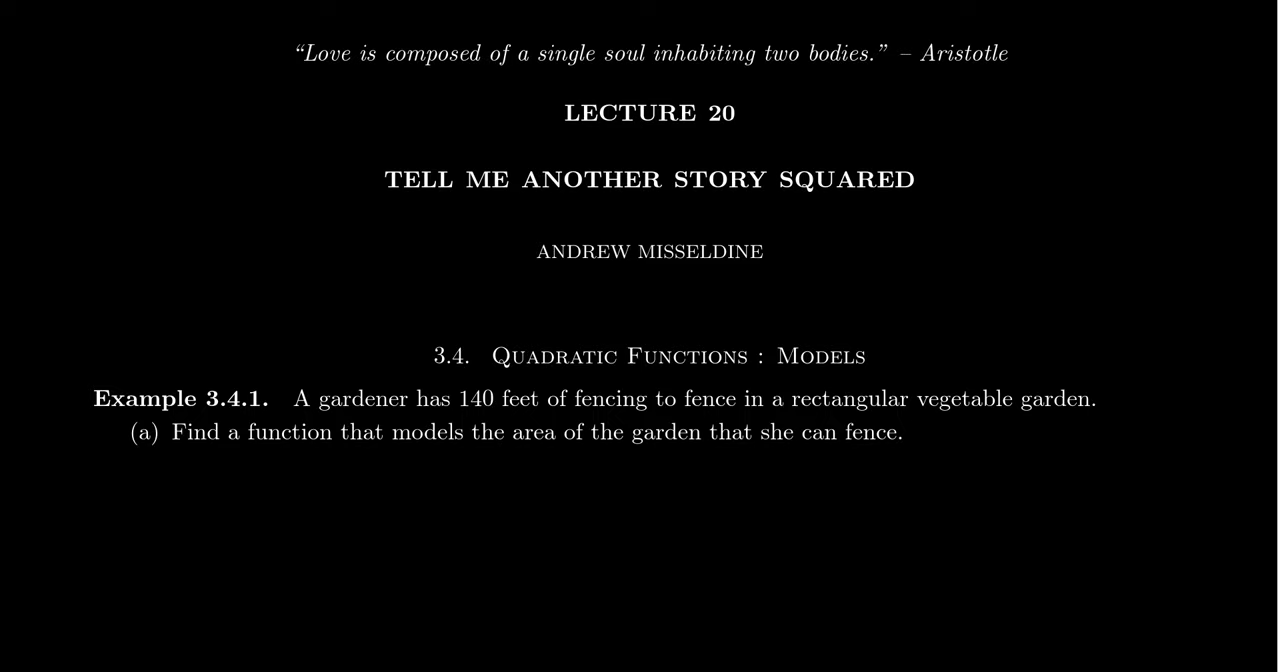 “Love is composed of a single soul inhabiting two bodies.” – Aristotle
LECTURE 20
TELL ME ANOTHER STORY SQUARED
ANDREW MISSELDINE
3.4. Quadratic Functions : Models
Example 3.4.1. A gardener has 140 feet of fencing to fence in a rectangular vegetable garden.
(a) Find a function that models the area of the garden that she can fence.